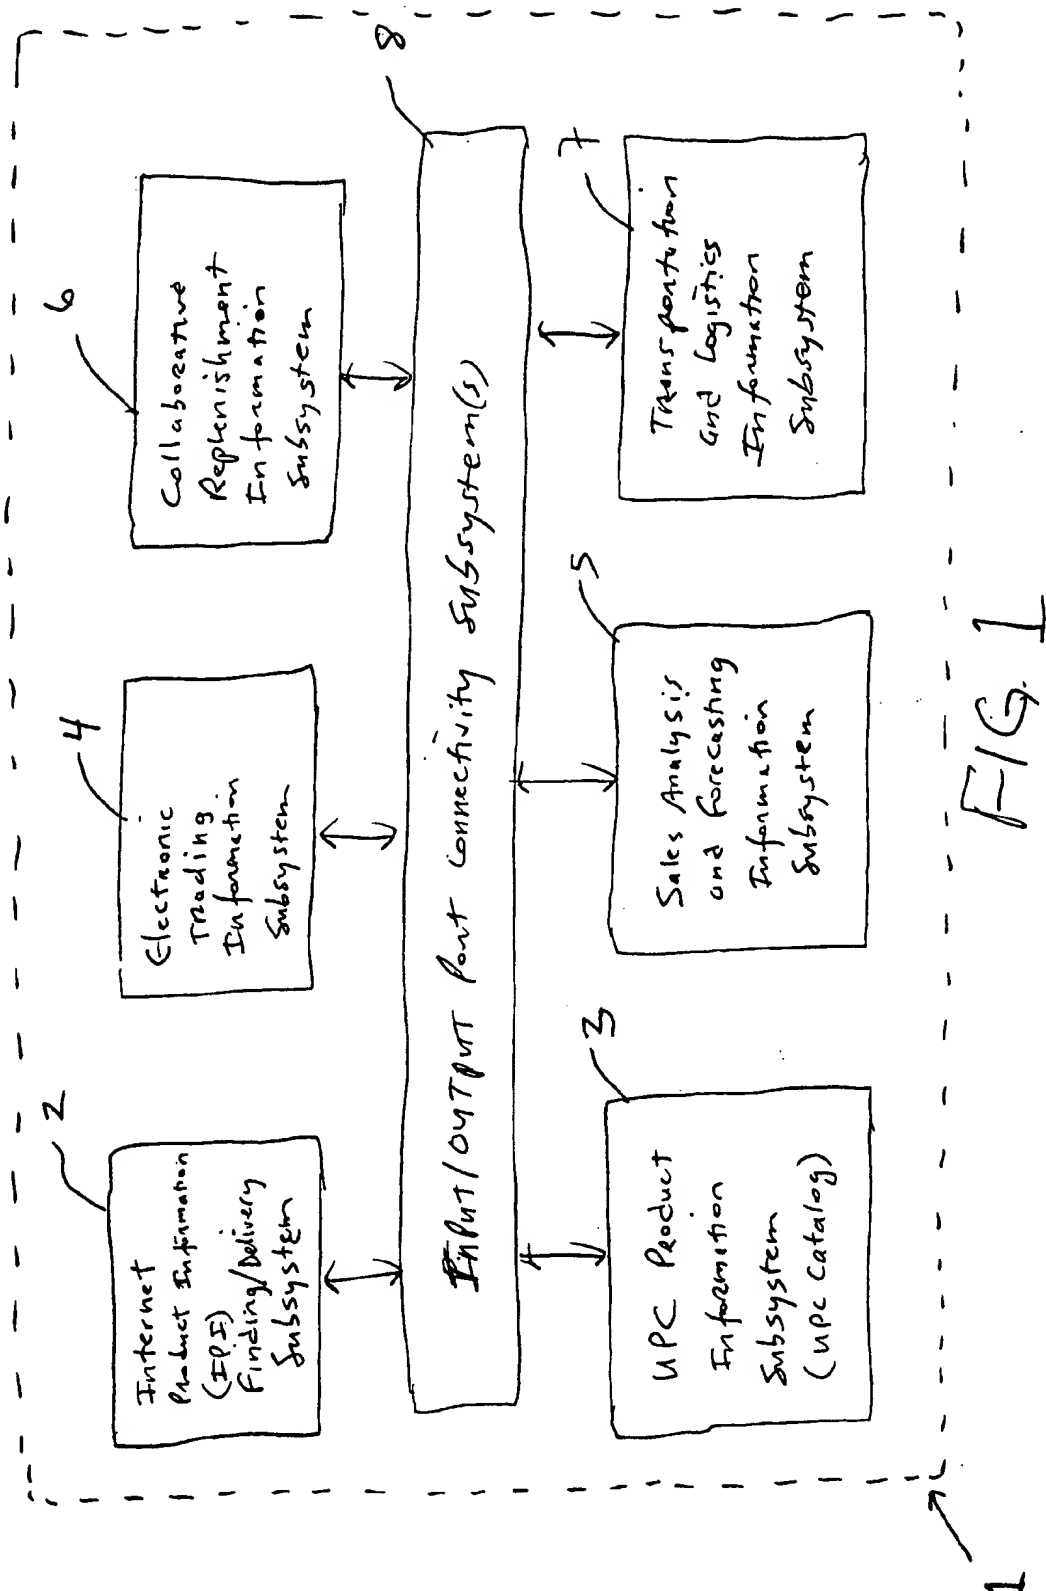 2
Internet
Product Information
(IPI)
Finding/Delivery
Subsystem
4
Electronic
Trading
Information
Subsystem
6
Collaborative
Replenishment
Information
Subsystem
8
Input/Output Port Connectivity Subsystem(s)
3
UPC Product
Information
Subsystem
(UPC Catalog)
5
Sales Analysis
and Forecasting
Information
Subsystem
7
Transportation
and Logistics
Information
Subsystem
1
FIG. 1